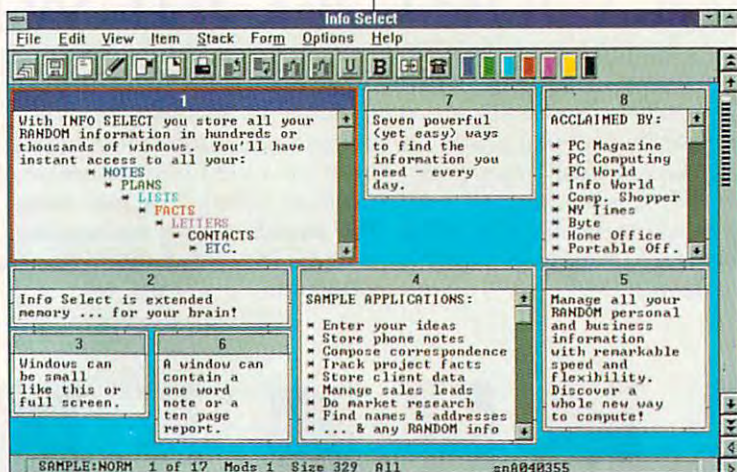 Info Select
File Edit View Item Stack Form Options Help
U B
1
With INFO SELECT you store all your
RANDOM information in hundreds or
thousands of windows. You'll have
instant access to all your:
* NOTES
* PLANS
* LISTS
* FACTS
* LETTERS
* CONTACTS
* ETC.
7
Seven powerful
(yet easy) ways
to find the
information you
need - every
day.
8
ACCLAIMED BY:
* PC Magazine
* PC Computing
* PC World
* Info World
* Comp. Shopper
* NY Times
* Byte
* Home Office
* Portable Off.
2
Info Select is extended
memory ... for your brain!
3
Windows can
be small
like this or
full screen.
6
A window can
contain a
one word
note or a
ten page
report.
4
SAMPLE APPLICATIONS:
* Enter your ideas
* Store phone notes
* Compose correspondence
* Track project facts
* Store client data
* Manage sales leads
* Do market research
* Find names & addresses
* ... & any RANDOM info
5
Manage all your
RANDOM personal
and business
information
with remarkable
speed and
flexibility.
Discover a
whole new way
to compute!
SAMPLE:NORM 1 of 17 Mods 1 Size 329 All snA040355